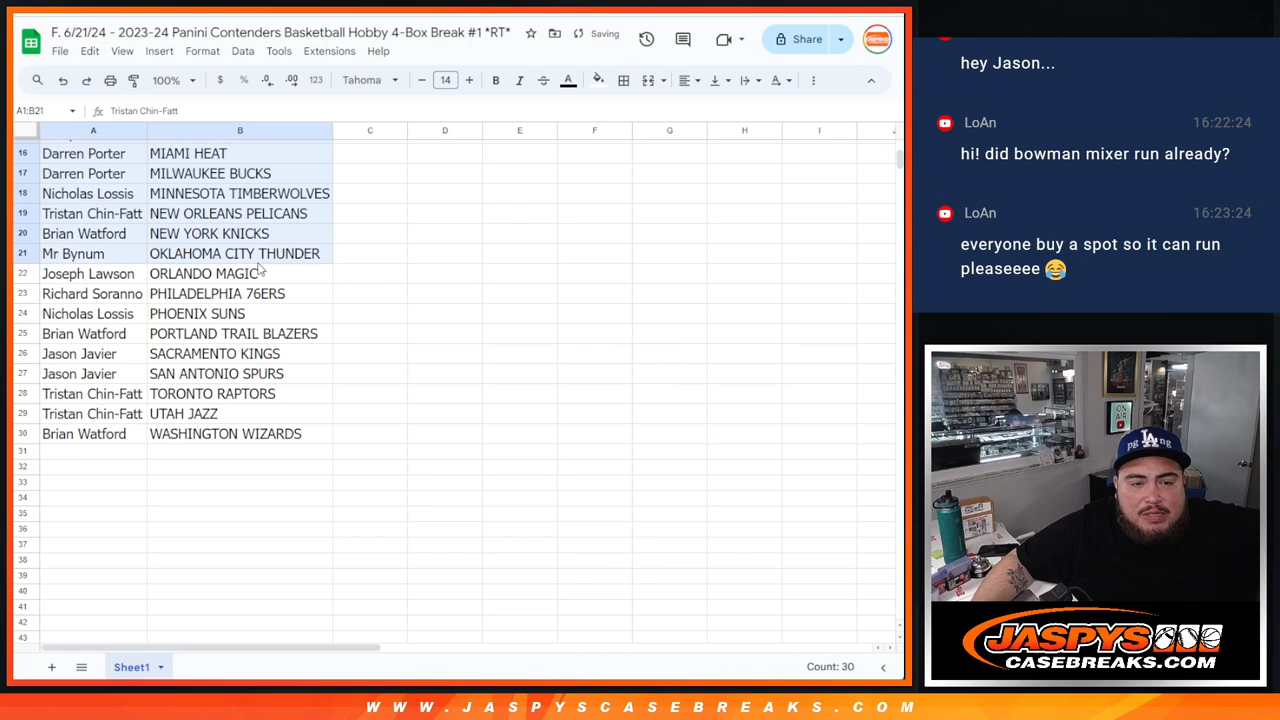 F. 6/21/24 - 2023-24 Panini Contenders Basketball Hobby 4-Box Break #1 *RT*
Saving
Share
File Edit View Insert Format Data Tools Extensions Help
100% $ % .0 .00 123 Tahoma 14 B I A
A1:B21 fx Tristan Chin-Fatt
A B C D E F G H I
16 Darren Porter MIAMI HEAT
17 Darren Porter MILWAUKEE BUCKS
18 Nicholas Lossis MINNESOTA TIMBERWOLVES
19 Tristan Chin-Fatt NEW ORLEANS PELICANS
20 Brian Watford NEW YORK KNICKS
21 Mr Bynum OKLAHOMA CITY THUNDER
22 Joseph Lawson ORLANDO MAGIC
23 Richard Soranno PHILADELPHIA 76ERS
24 Nicholas Lossis PHOENIX SUNS
25 Brian Watford PORTLAND TRAIL BLAZERS
26 Jason Javier SACRAMENTO KINGS
27 Jason Javier SAN ANTONIO SPURS
28 Tristan Chin-Fatt TORONTO RAPTORS
29 Tristan Chin-Fatt UTAH JAZZ
30 Brian Watford WASHINGTON WIZARDS
31
32
33
34
35
36
37
38
39
40
41
42
43
Sheet1
Count: 30
hey Jason...
LoAn 16:22:24
hi! did bowman mixer run already?
LoAn 16:23:24
everyone buy a spot so it can run
pleaseeee 😂
ON
AIR
pg LA ng
JASPYS
CASEBREAKS.COM
WWW.JASPYSCASEBREAKS.COM